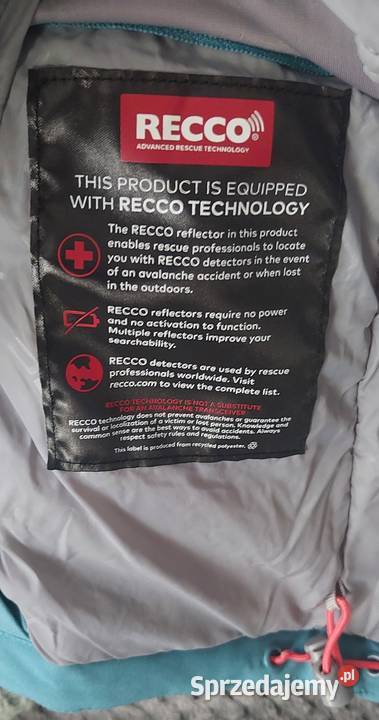 RECCO®
ADVANCED RESCUE TECHNOLOGY
THIS PRODUCT IS EQUIPPED
WITH RECCO TECHNOLOGY
The RECCO reflector in this product
enables rescue professionals to locate
you with RECCO detectors in the event
of an avalanche accident or when lost
in the outdoors.
RECCO reflectors require no power
and no activation to function.
Multiple reflectors improve your
searchability.
RECCO detectors are used by rescue
professionals worldwide. Visit
recco.com to view the complete list.
RECCO TECHNOLOGY IS NOT A SUBSTITUTE
FOR AN AVALANCHE TRANSCEIVER
RECCO technology does not prevent avalanches or guarantee the
survival or localization of a victim or lost person. Knowledge and
common sense are the best ways to avoid accidents. Always
respect safety rules and regulations.
This label is produced from recycled polyester.
Sprzedajemy.pl